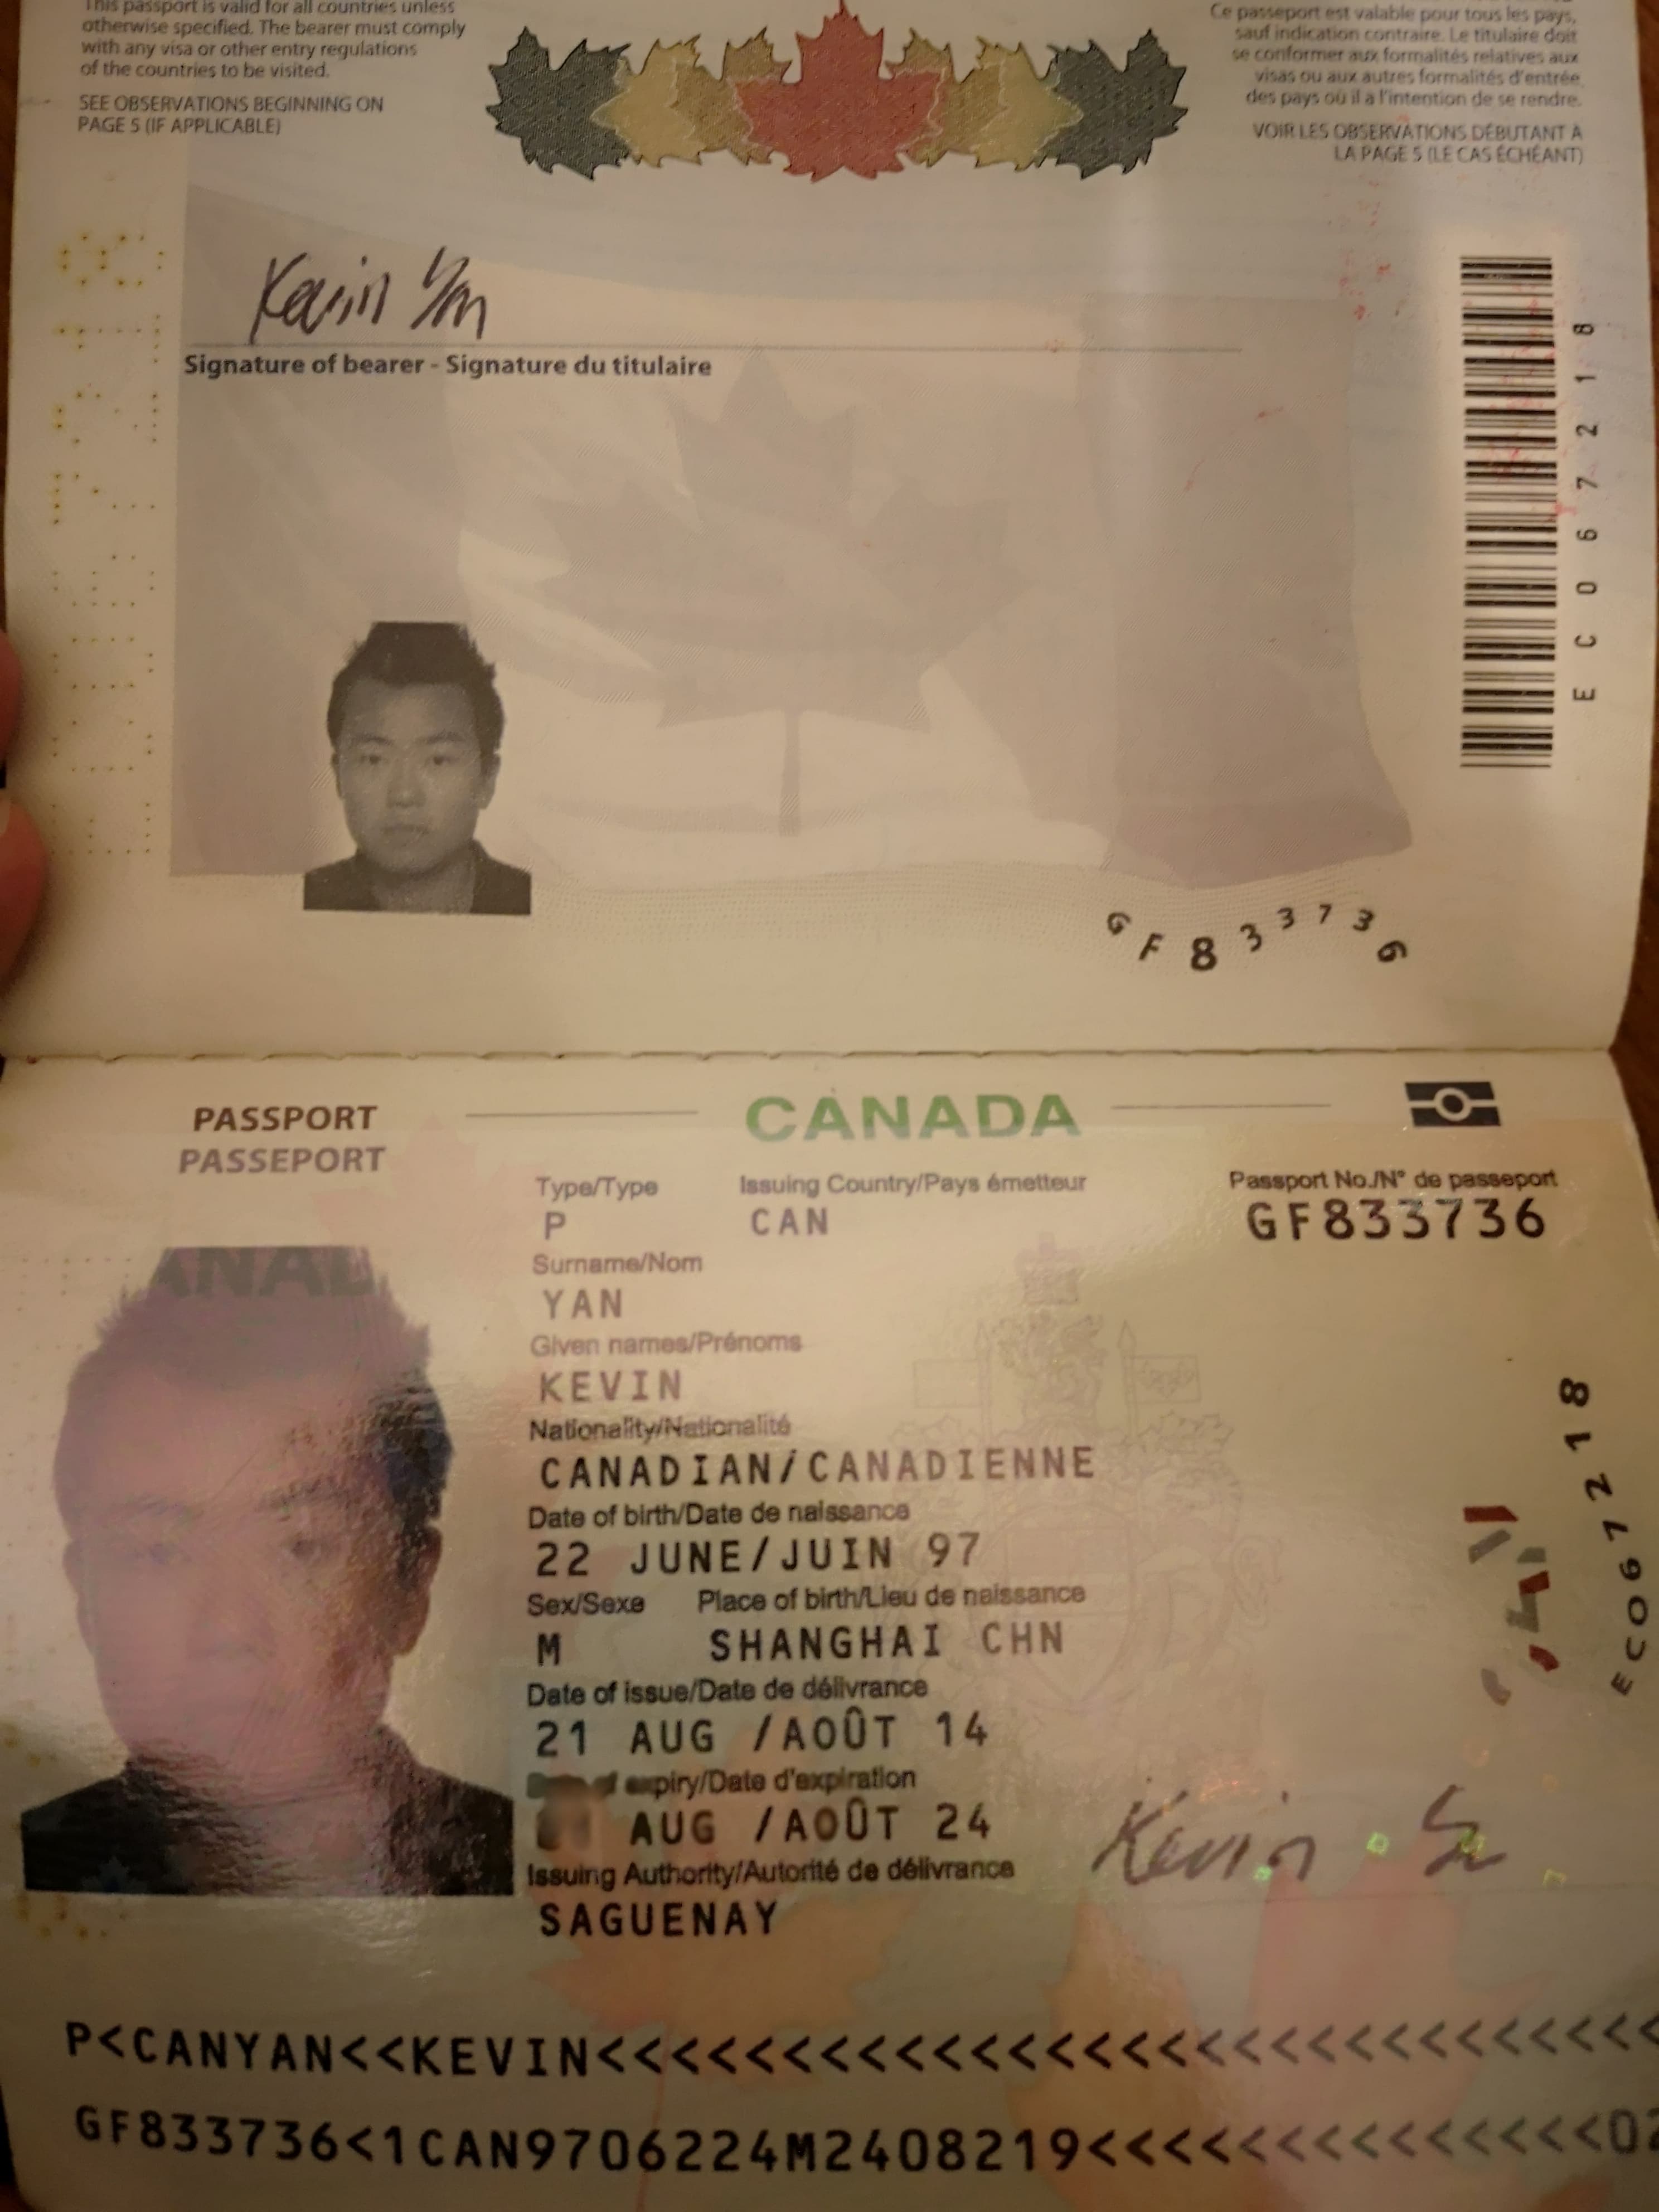 This passport is valid for all countries unless
otherwise specified. The bearer must comply
with any visa or other entry regulations
of the countries to be visited.
SEE OBSERVATIONS BEGINNING ON
PAGE 5 (IF APPLICABLE)
Ce passeport est valable pour tous les pays,
sauf indication contraire. Le titulaire doit
se conformer aux formalités relatives aux
visas ou aux autres formalités d'entrée
des pays où il a l'intention de se rendre.
VOIR LES OBSERVATIONS DÉBUTANT À
LA PAGE 5 (LE CAS ÉCHÉANT)
Kevin Yan
Signature of bearer - Signature du titulaire
EC067218
GF833736
PASSPORT
PASSEPORT
CANADA
Type/Type Issuing Country/Pays émetteur Passport No./N° de passeport
P CAN GF833736
Surname/Nom
YAN
Given names/Prénoms
KEVIN
Nationality/Nationalité
CANADIAN/CANADIENNE
Date of birth/Date de naissance
22 JUNE/JUIN 97
Sex/Sexe Place of birth/Lieu de naissance
M SHANGHAI CHN
Date of issue/Date de délivrance
21 AUG /AOÛT 14
expiry/Date d'expiration
AUG /AOÛT 24
Issuing Authority/Autorité de délivrance
SAGUENAY
EC067218
Kevin
P<CANYAN<<KEVIN<<<<<<<<<<<<<<<<<<<<<<<<<<<<
GF833736<1CAN9706224M2408219<<<<<<<<<<<<<<02